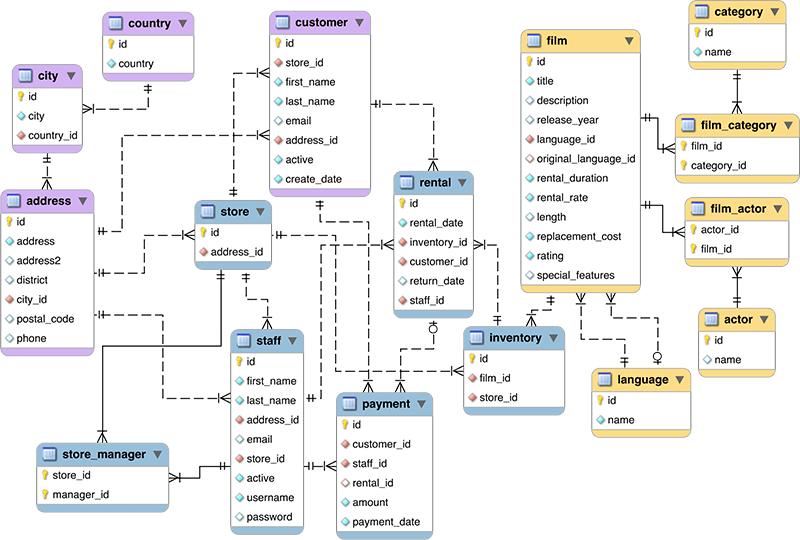 country
id
country
city
id
city
country_id
address
id
address
address2
district
city_id
postal_code
phone
customer
id
store_id
first_name
last_name
email
address_id
active
create_date
store
id
address_id
staff
id
first_name
last_name
address_id
email
store_id
active
username
password
store_manager
store_id
manager_id
rental
id
rental_date
inventory_id
customer_id
return_date
staff_id
payment
id
customer_id
staff_id
rental_id
amount
payment_date
inventory
id
film_id
store_id
film
id
title
description
release_year
language_id
original_language_id
rental_duration
rental_rate
length
replacement_cost
rating
special_features
language
id
name
category
id
name
film_category
film_id
category_id
film_actor
actor_id
film_id
actor
id
name